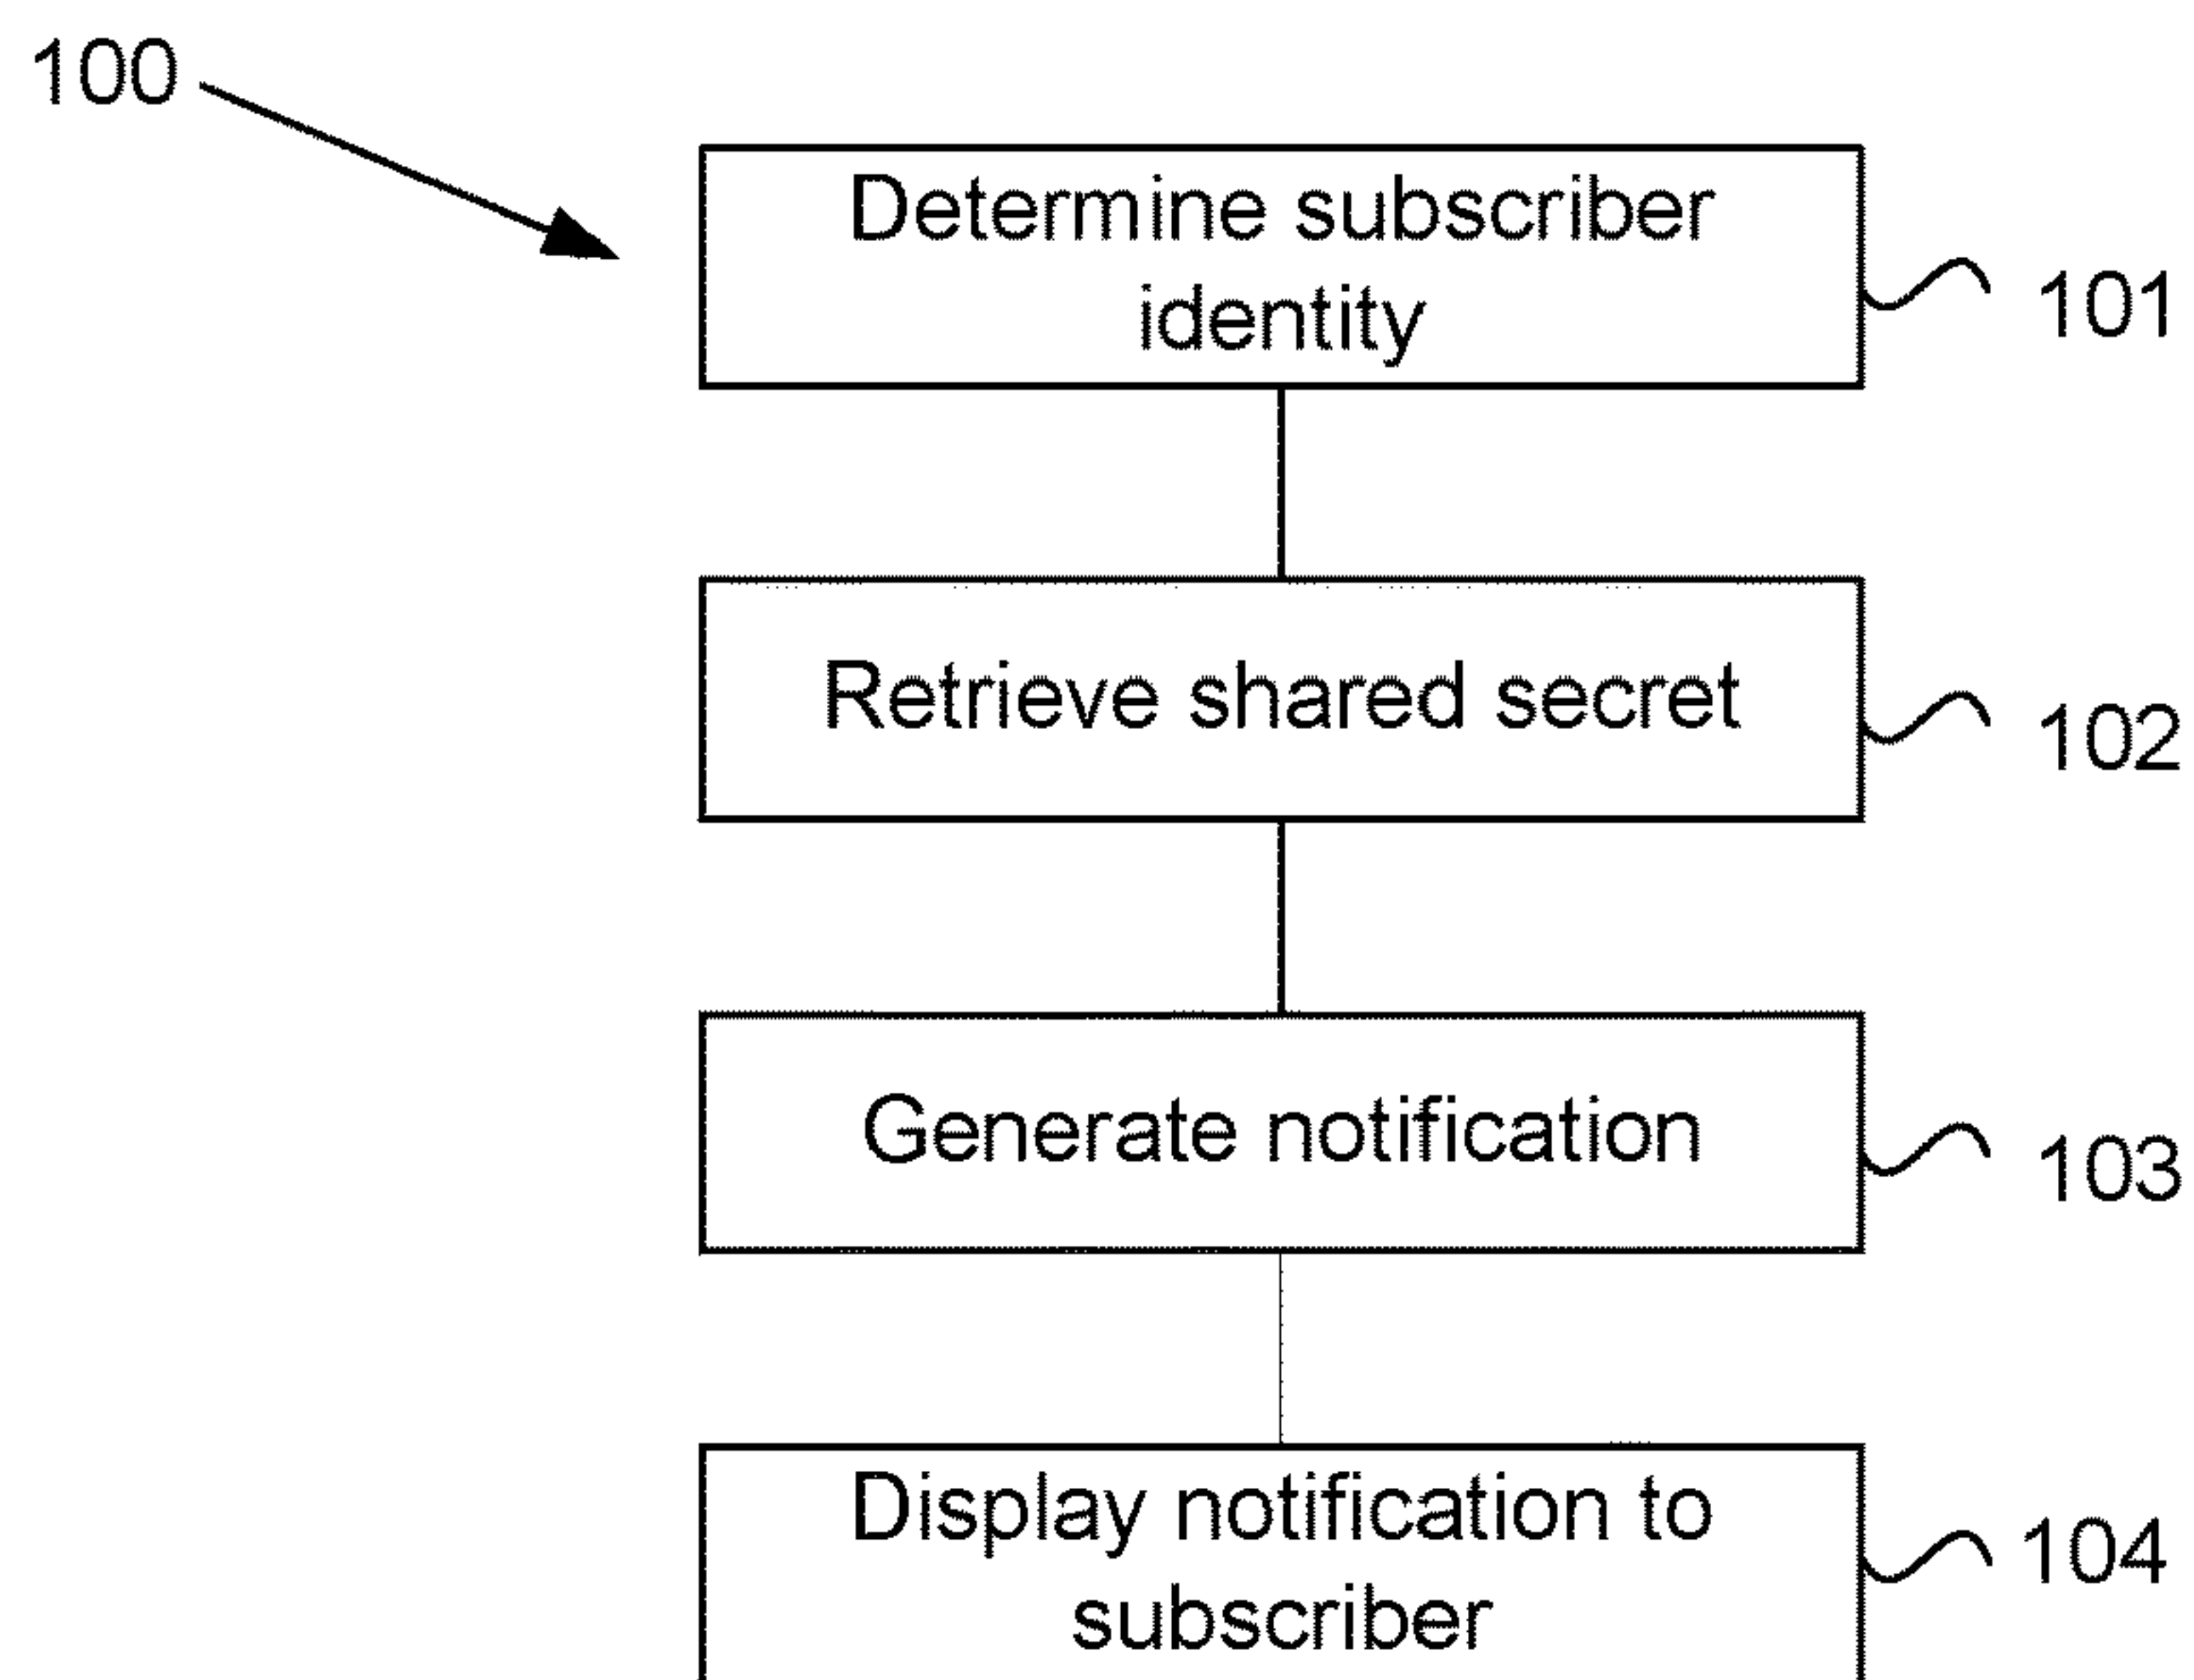 100
Determine subscriber
identity
101
Retrieve shared secret
102
Generate notification
103
Display notification to
subscriber
104